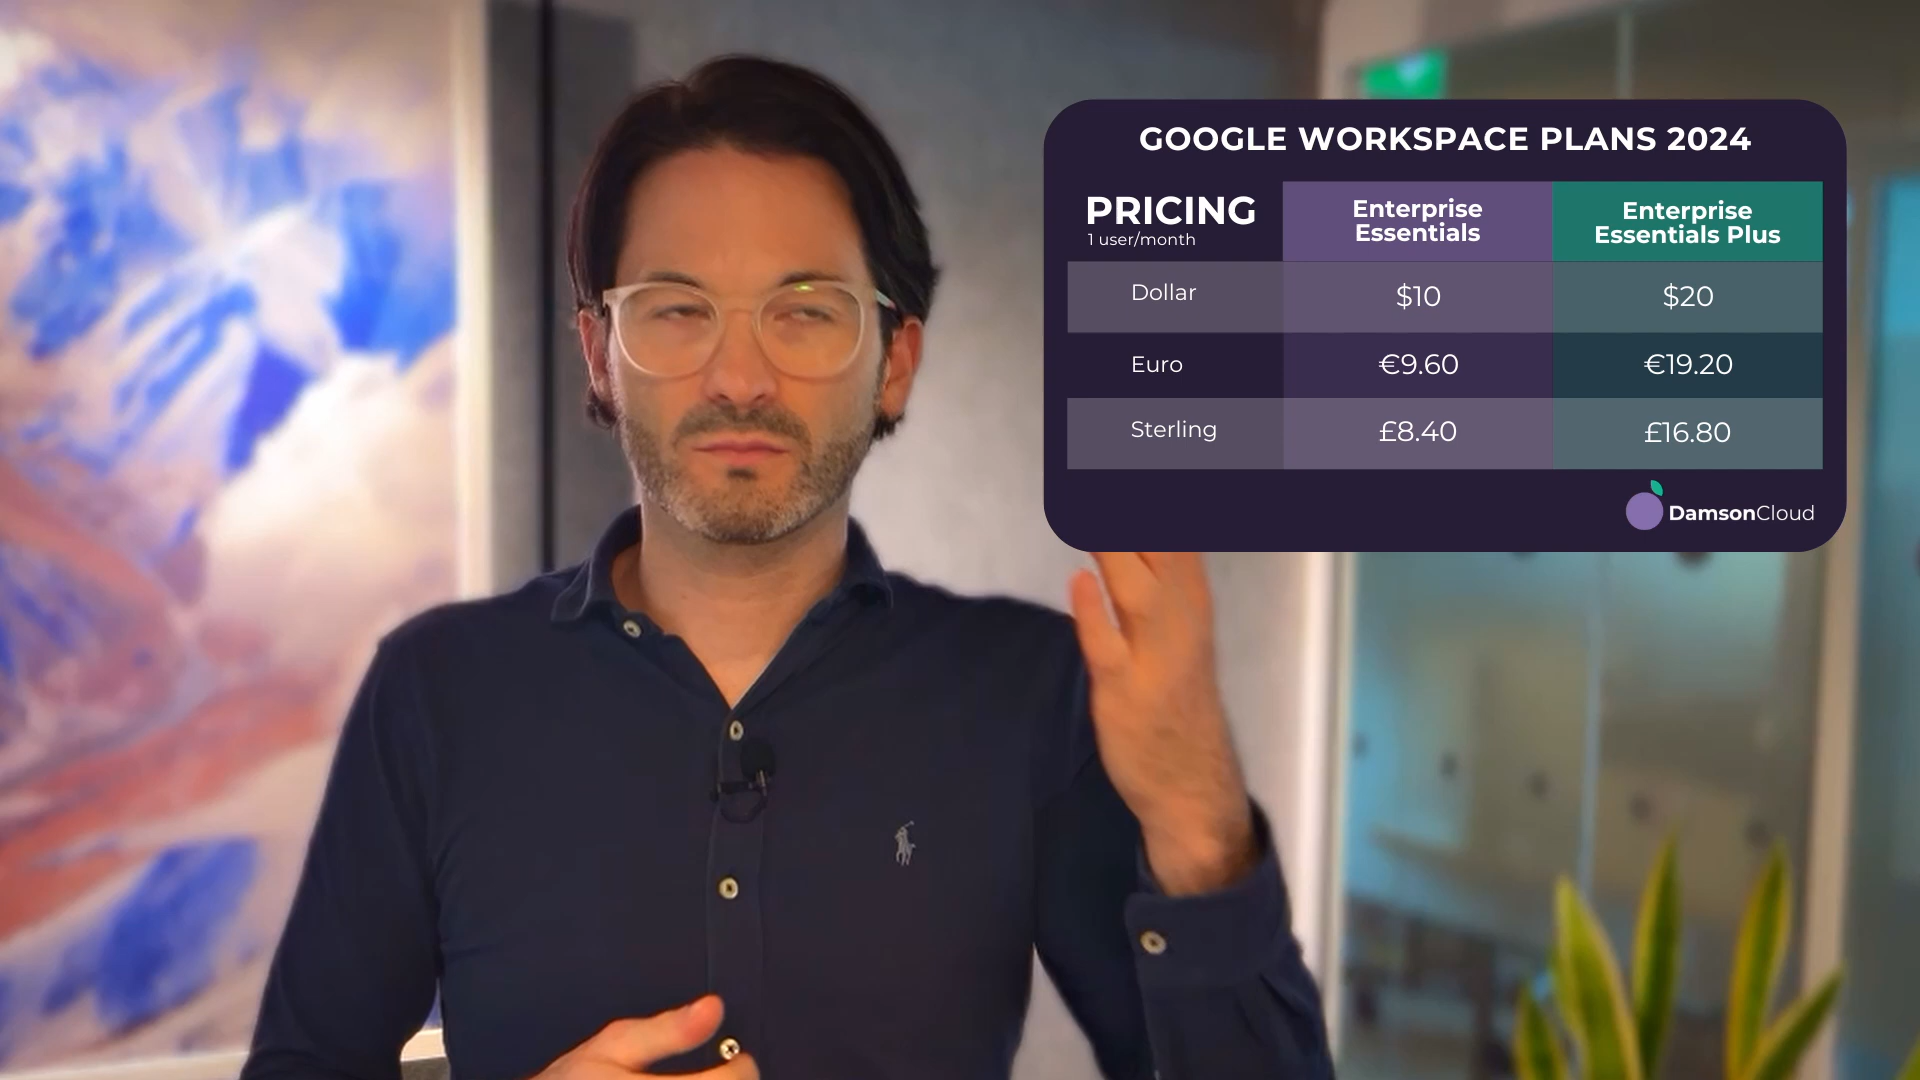 GOOGLE WORKSPACE PLANS 2024
PRICING
1 user/month
Enterprise
Essentials
Enterprise
Essentials Plus
Dollar
$10
$20
Euro
€9.60
€19.20
Sterling
£8.40
£16.80
DamsonCloud